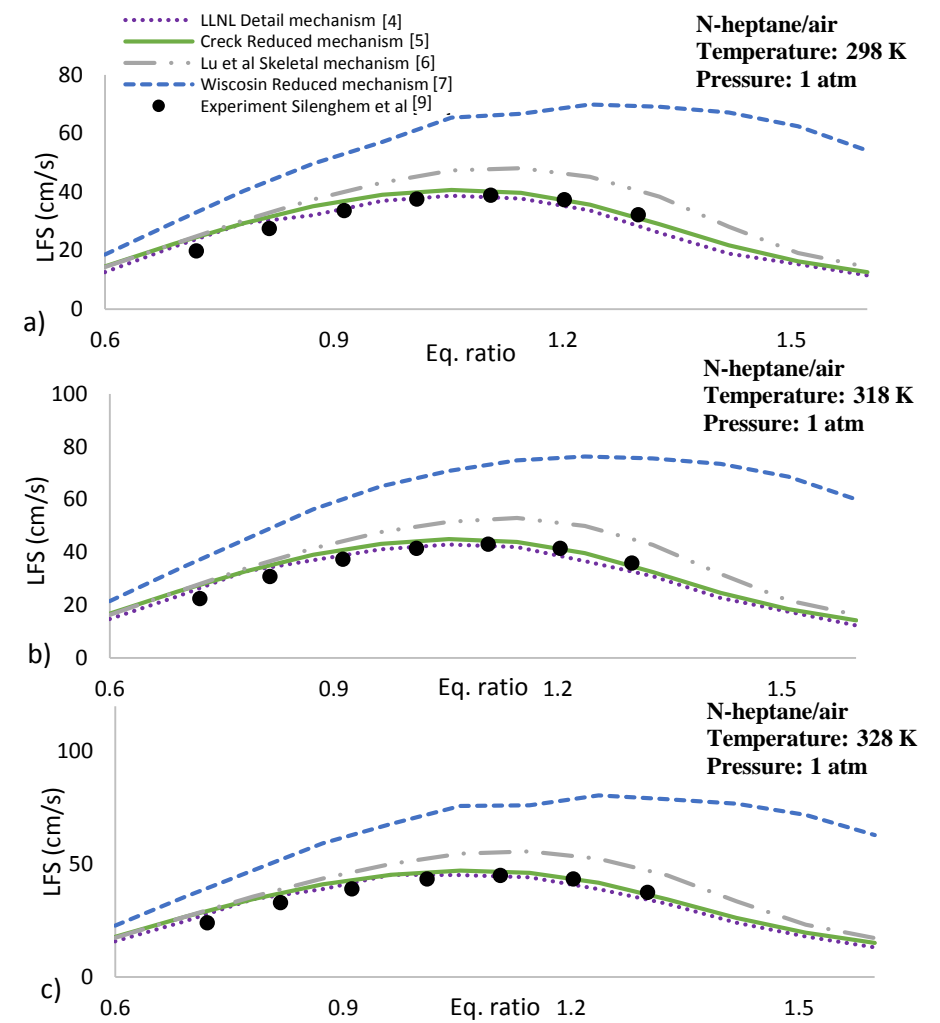 LLNL Detail mechanism [4]
Creck Reduced mechanism [5]
Lu et al Skeletal mechanism [6]
Wiscosin Reduced mechanism [7]
Experiment Silenghem et al [9]
N-heptane/air
Temperature: 298 K
Pressure: 1 atm
80
60
40
20
0
LFS (cm/s)
a)
0.6
0.9
1.2
1.5
Eq. ratio
N-heptane/air
Temperature: 318 K
Pressure: 1 atm
100
80
60
40
20
0
LFS (cm/s)
b)
0.6
0.9
Eq. ratio
1.2
1.5
N-heptane/air
Temperature: 328 K
Pressure: 1 atm
100
50
0
LFS (cm/s)
c)
0.6
0.9
Eq. ratio
1.2
1.5